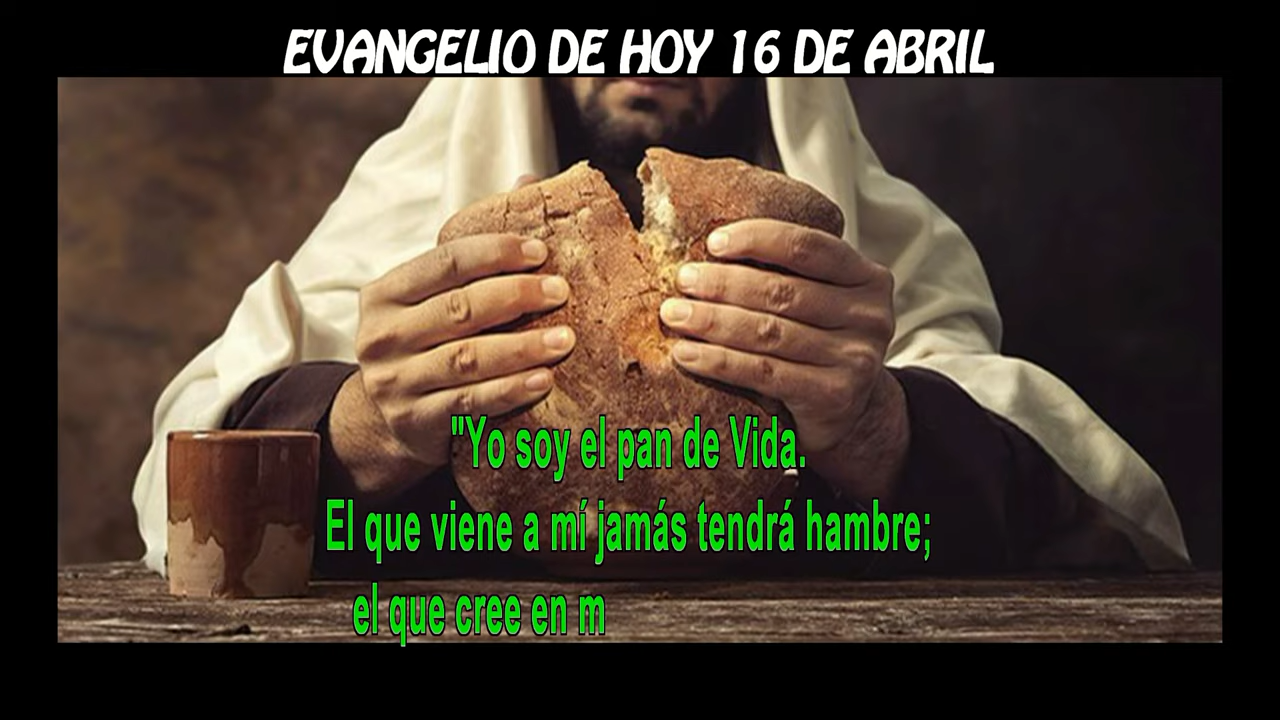 EVANGELIO DE HOY 16 DE ABRIL
"Yo soy el pan de Vida.
El que viene a mí jamás tendrá hambre;
el que cree en m